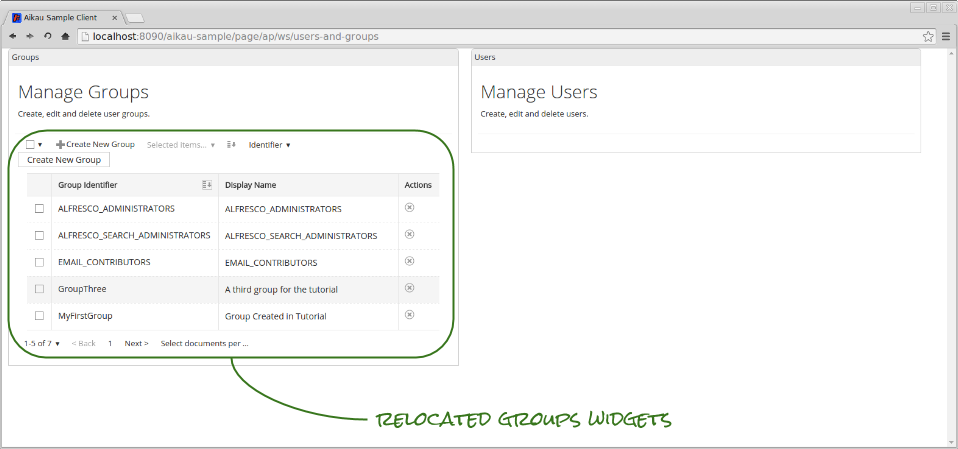 Aikau Sample Client
localhost:8090/aikau-sample/page/ap/ws/users-and-groups
Groups
Manage Groups
Create, edit and delete user groups.
Create New Group Selected Items... Identifier
Create New Group
Group Identifier Display Name Actions
ALFRESCO_ADMINISTRATORS ALFRESCO_ADMINISTRATORS
ALFRESCO_SEARCH_ADMINISTRATORS ALFRESCO_SEARCH_ADMINISTRATORS
EMAIL_CONTRIBUTORS EMAIL_CONTRIBUTORS
GroupThree A third group for the tutorial
MyFirstGroup Group Created in Tutorial
1-5 of 7 < Back 1 Next > Select documents per ...
Users
Manage Users
Create, edit and delete users.
RELOCATED GROUPS WIDGETS